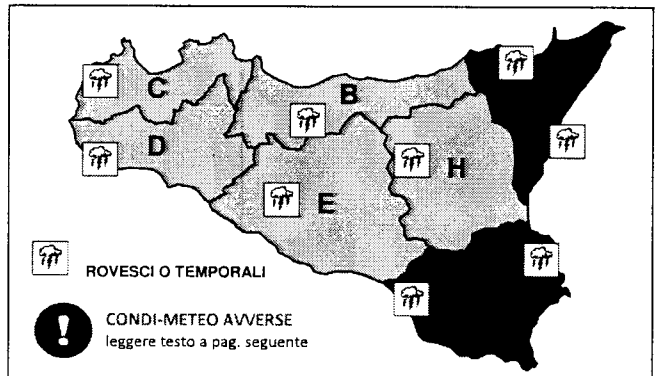 C
B
D
H
E
ROVESCI O TEMPORALI
!
CONDI-METEO AVVERSE
leggere testo a pag. seguente